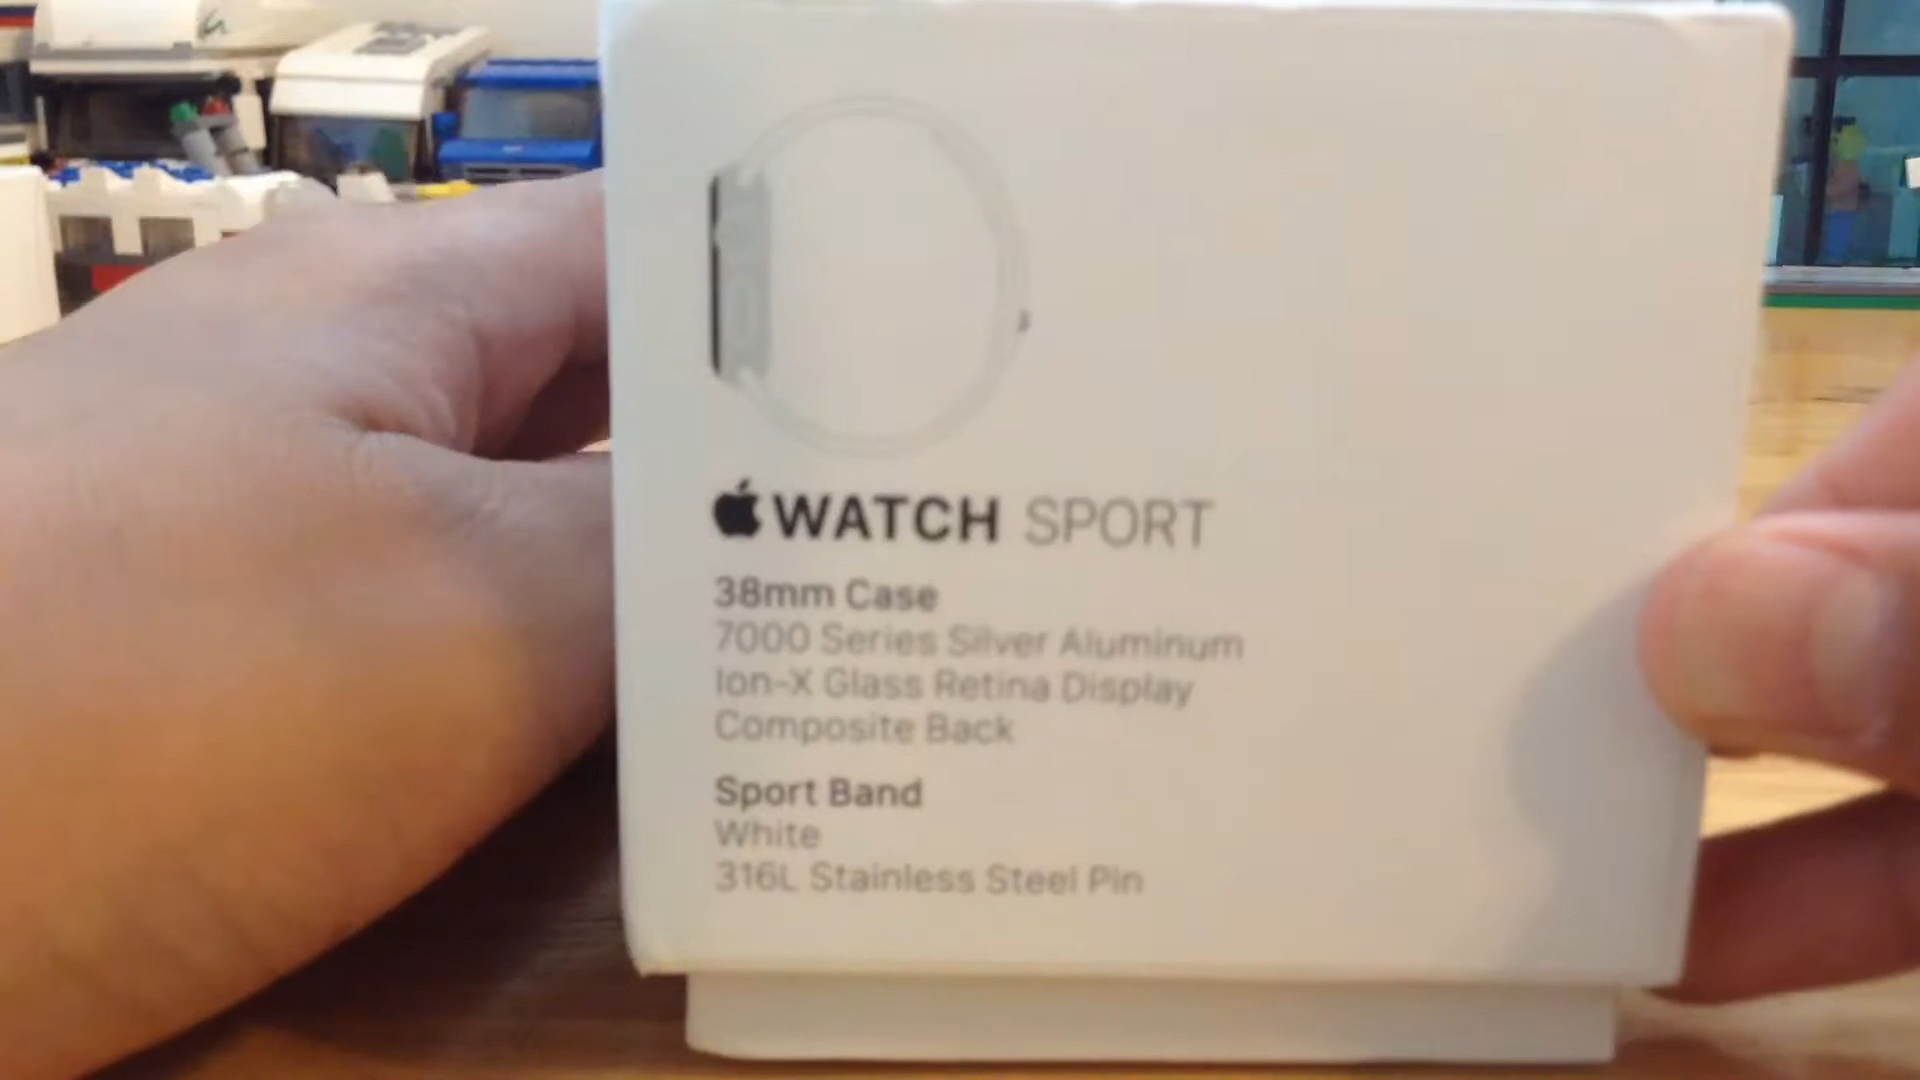 WATCH SPORT
38mm Case
7000 Series Silver Aluminum
Ion-X Glass Retina Display
Composite Back
Sport Band
White
316L Stainless Steel Pin